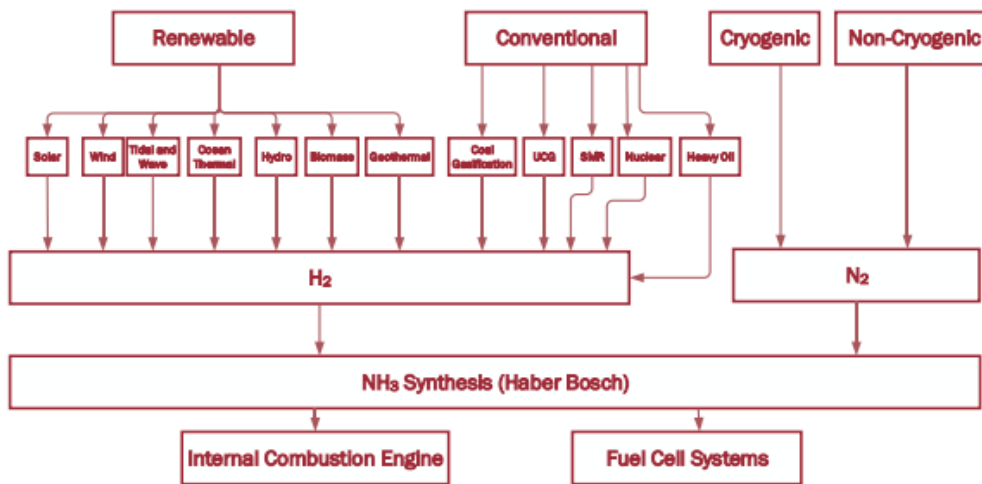 Renewable
Conventional
Cryogenic
Non-Cryogenic
Solar
Wind
Tidal and
Wave
Ocean
Thermal
Hydro
Biomass
Geothermal
Coal
Gasification
UCG
SMR
Nuclear
Heavy Oil
H₂
N₂
NH₃ Synthesis (Haber Bosch)
Internal Combustion Engine
Fuel Cell Systems